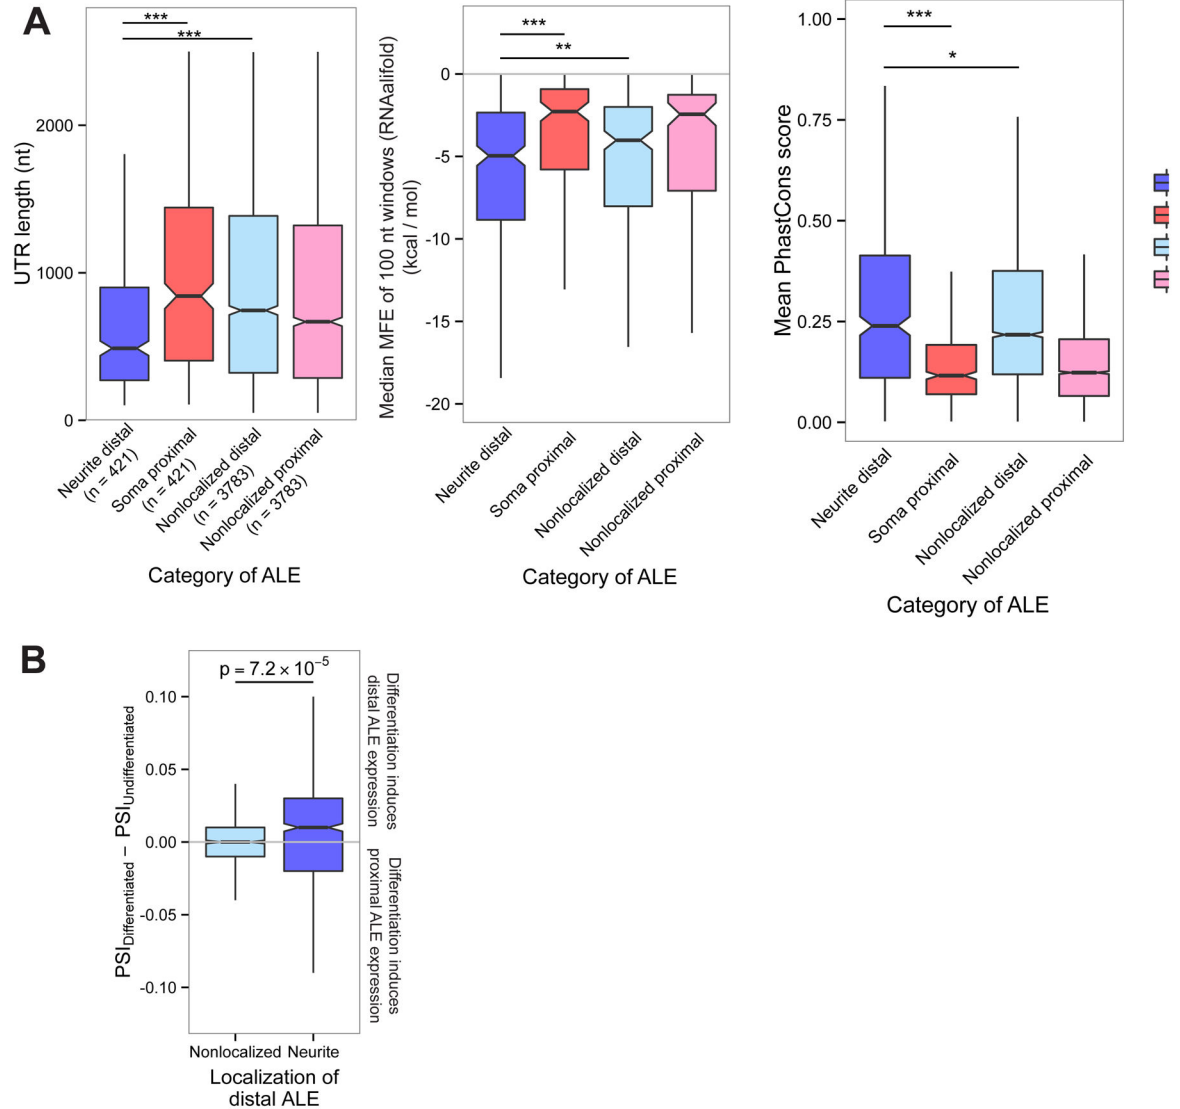 A
***
***
UTR length (nt)
2000
1000
0
Neurite distal
(n = 421)
Soma proximal
(n = 421)
Nonlocalized distal
(n = 3783)
Nonlocalized proximal
(n = 3783)
Category of ALE
***
**
Median MFE of 100 nt windows (RNAalifold)
(kcal / mol)
0
-5
-10
-15
-20
Neurite distal
Soma proximal
Nonlocalized distal
Nonlocalized proximal
Category of ALE
***
*
Mean PhastCons score
1.00
0.75
0.50
0.25
0.00
Neurite distal
Soma proximal
Nonlocalized distal
Nonlocalized proximal
Category of ALE
B
p = 7.2 × 10⁻⁵
PSI_Differentiated − PSI_Undifferentiated
0.10
0.05
0.00
-0.05
-0.10
Differentiation induces
distal ALE expression
Differentiation induces
proximal ALE expression
Nonlocalized Neurite
Localization of
distal ALE